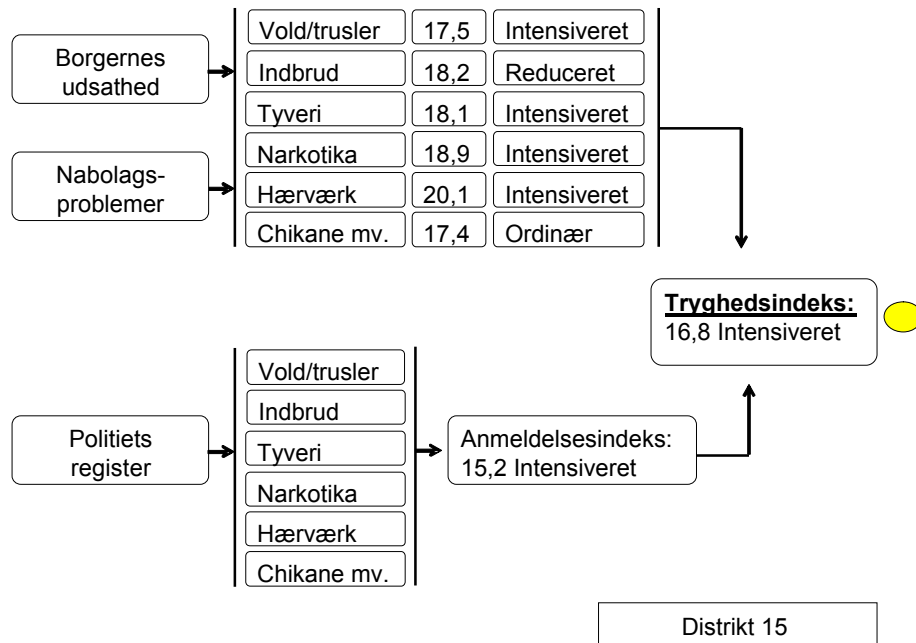 Borgernes
udsathed
Nabolags-
problemer
Vold/trusler 17,5 Intensiveret
Indbrud 18,2 Reduceret
Tyveri 18,1 Intensiveret
Narkotika 18,9 Intensiveret
Hærværk 20,1 Intensiveret
Chikane mv. 17,4 Ordinær
Tryghedsindeks:
16,8 Intensiveret
Politiets
register
Vold/trusler
Indbrud
Tyveri
Narkotika
Hærværk
Chikane mv.
Anmeldelsesindeks:
15,2 Intensiveret
Distrikt 15